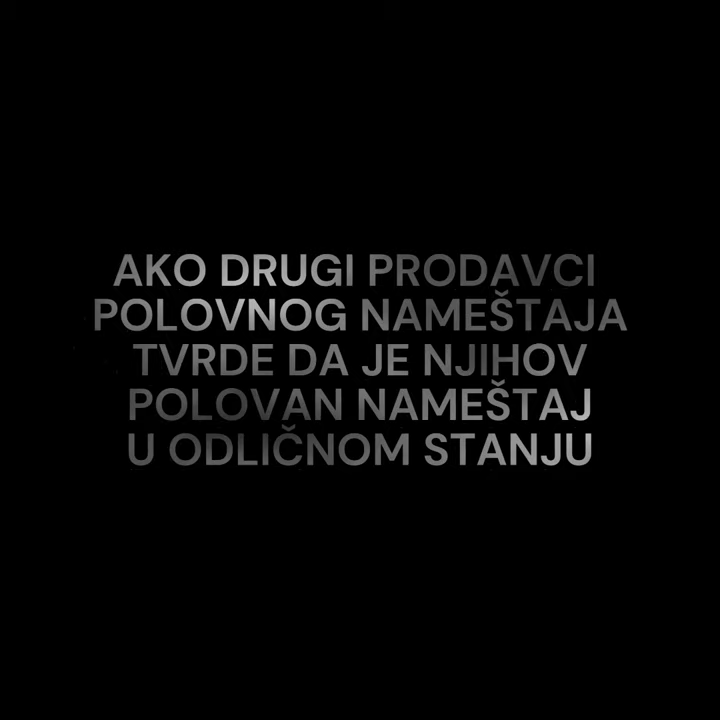 AKO DRUGI PRODAVCI
POLOVNOG NAMEŠTAJA
TVRDE DA JE NJIHOV
POLOVAN NAMEŠTAJ
U ODLIČNOM STANJU